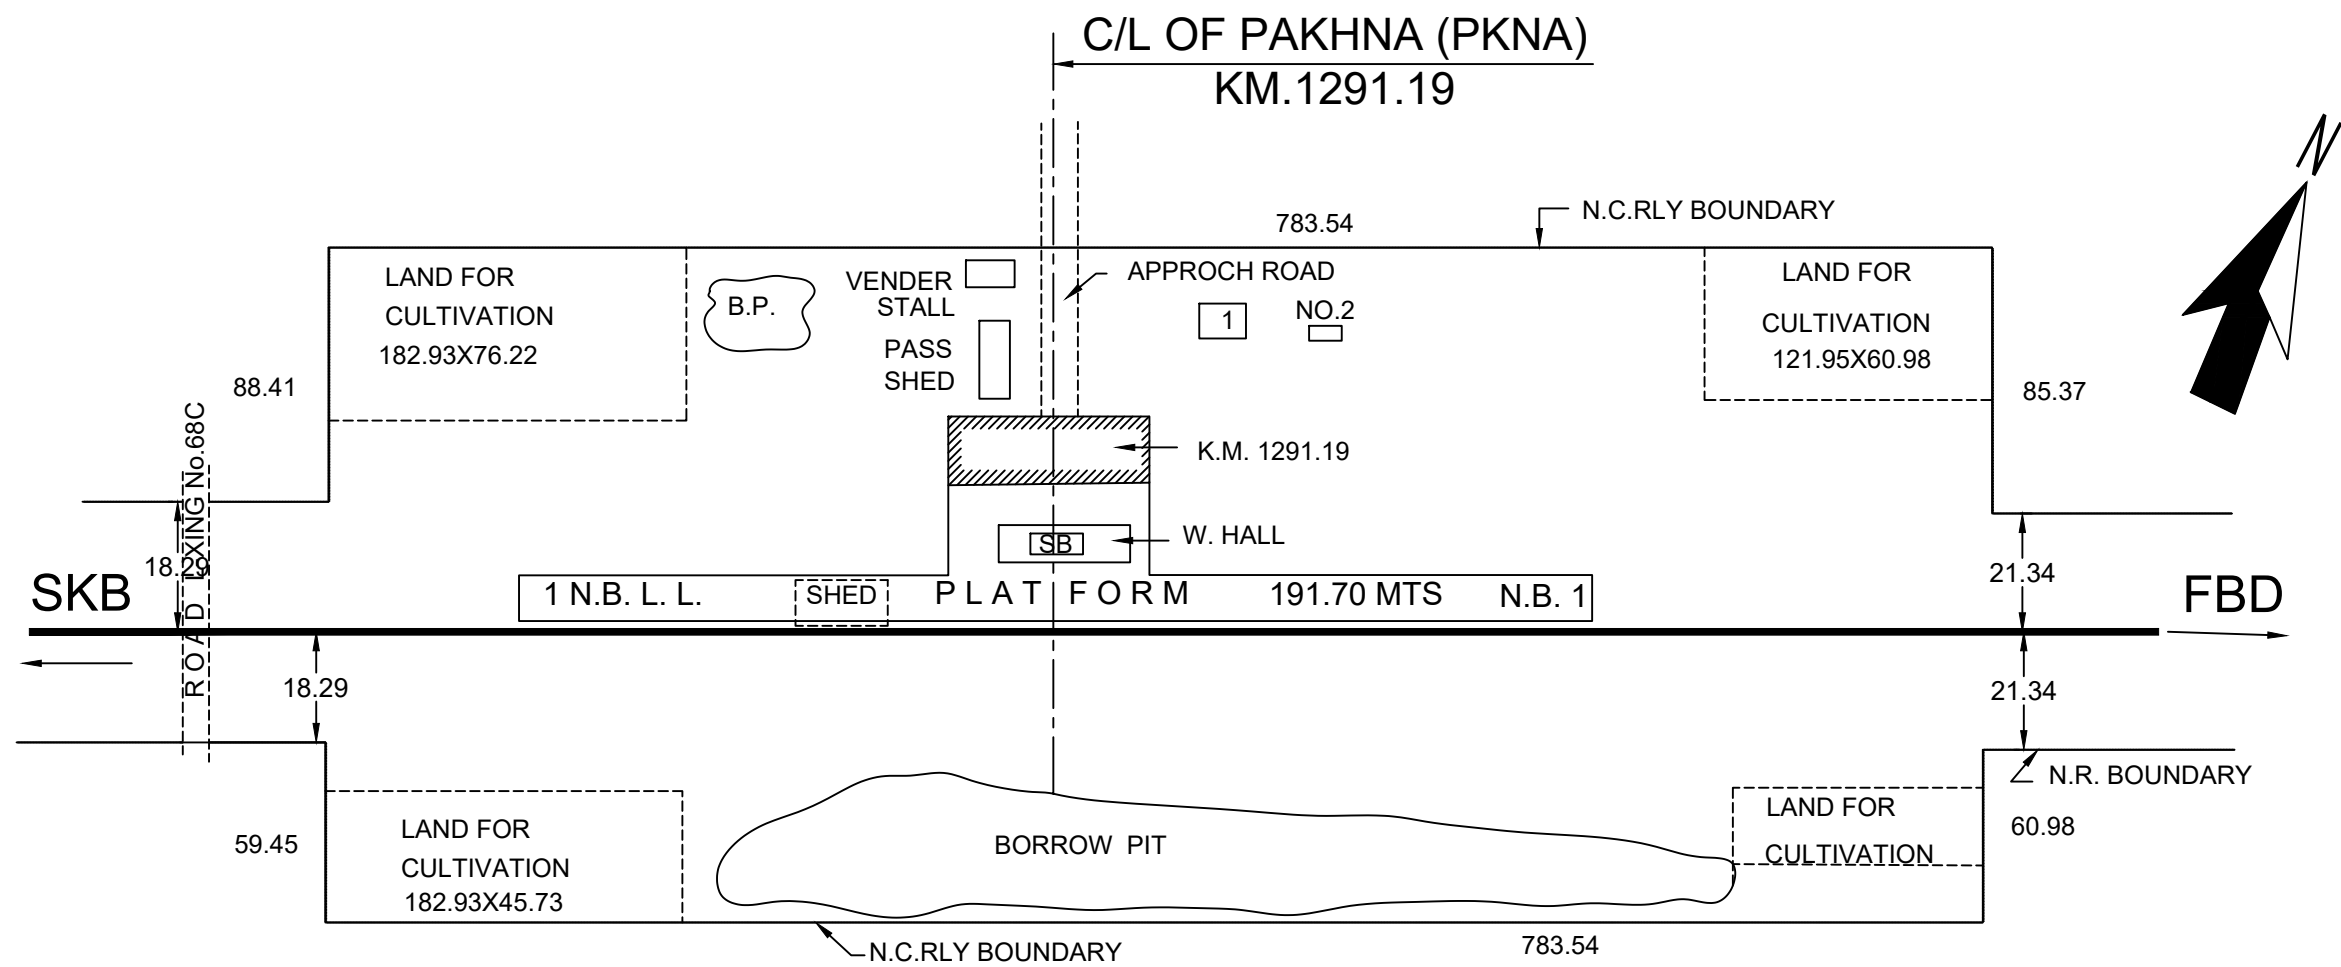 C/L OF PAKHNA (PKNA)
KM.1291.19
N
783.54
N.C.RLY BOUNDARY
LAND FOR
CULTIVATION
182.93X76.22
B.P.
VENDER
STALL
PASS
SHED
APPROCH ROAD
1
NO.2
LAND FOR
CULTIVATION
121.95X60.98
88.41
85.37
K.M. 1291.19
W. HALL
SB
ROAD LXING No.68C
18.29
SKB
1 N.B. L. L.
SHED
PLAT FORM
191.70 MTS
N.B. 1
21.34
FBD
18.29
21.34
N.R. BOUNDARY
59.45
LAND FOR
CULTIVATION
182.93X45.73
BORROW PIT
LAND FOR
CULTIVATION
60.98
N.C.RLY BOUNDARY
783.54